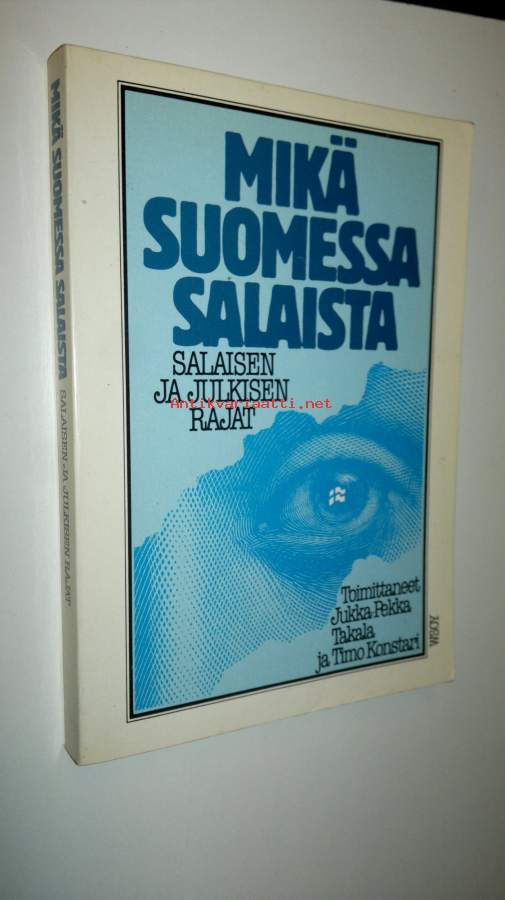 MIKÄ SUOMESSA SALAISTA
SALAISEN JA JULKISEN RAJAT
MIKÄ
SUOMESSA
SALAISTA
SALAISEN
JA JULKISEN
RAJAT
Antikvariaatti.net
Toimittaneet
Jukka-Pekka
Takala
ja Timo Konstari
WSOY